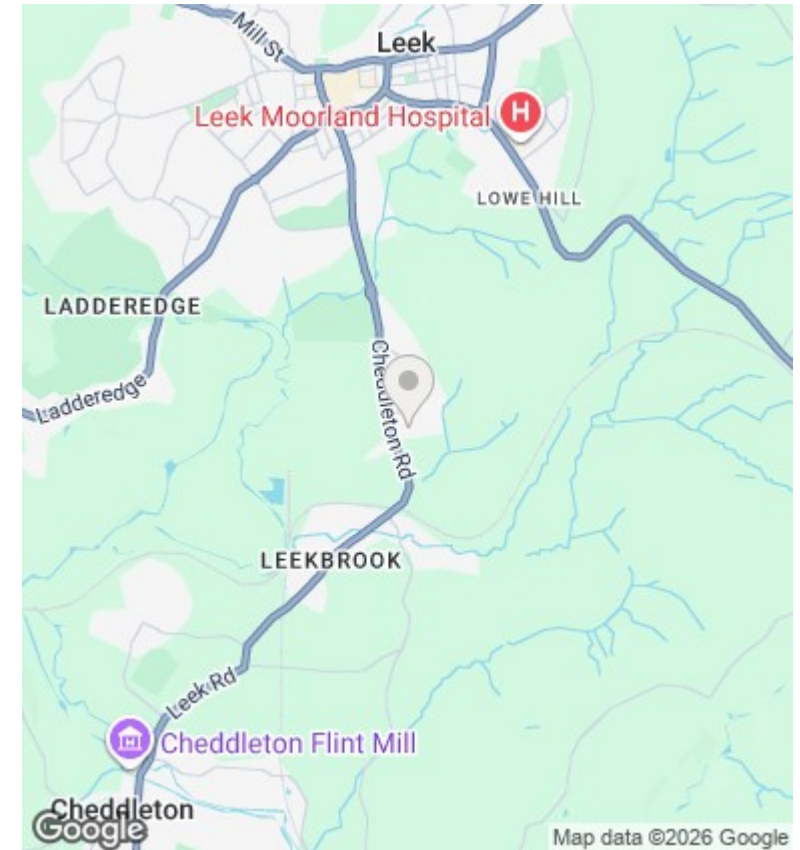 Mill St
Leek
Leek Moorland Hospital
H
LOWE HILL
LADDEREDGE
Ladderedge
Cheddleton Rd
LEEKBROOK
Leek Rd
Cheddleton Flint Mill
Cheddleton
Google
Map data ©2026 Google